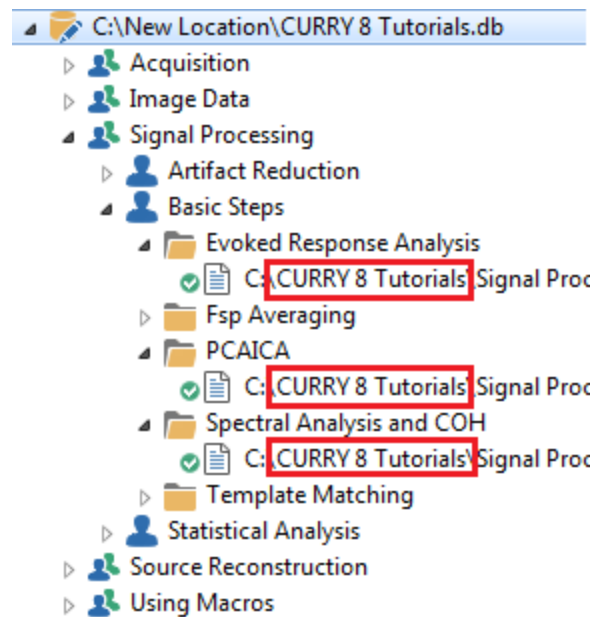 C:\New Location\CURRY 8 Tutorials.db
Acquisition
Image Data
Signal Processing
Artifact Reduction
Basic Steps
Evoked Response Analysis
C:\CURRY 8 Tutorials\Signal Proc
Fsp Averaging
PCAICA
C:\CURRY 8 Tutorials\Signal Proc
Spectral Analysis and COH
C:\CURRY 8 Tutorials\Signal Proc
Template Matching
Statistical Analysis
Source Reconstruction
Using Macros